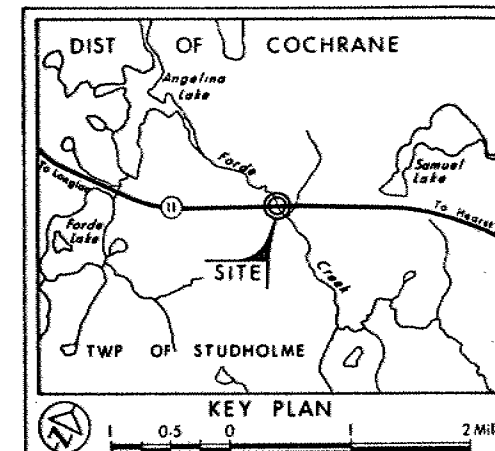 DIST OF COCHRANE
Angelina
Lake
Forde
Samuel
Lake
To Longlac
11
To Hearst
Forde
Lake
SITE
Creek
TWP OF STUDHOLME
KEY PLAN
N
1 0.5 0 1 2 Mil